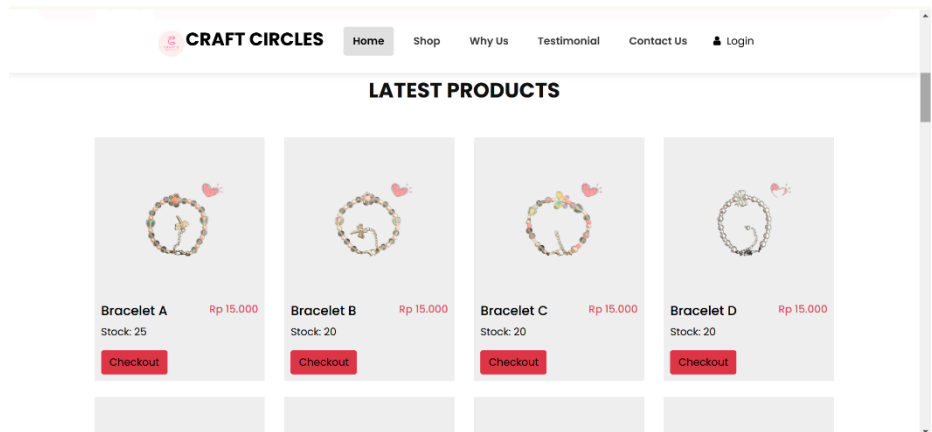 CRAFT CIRCLES Home Shop Why Us Testimonial Contact Us Login
LATEST PRODUCTS
Bracelet A Rp 15.000
Stock: 25
Checkout
Bracelet B Rp 15.000
Stock: 20
Checkout
Bracelet C Rp 15.000
Stock: 20
Checkout
Bracelet D Rp 15.000
Stock: 20
Checkout